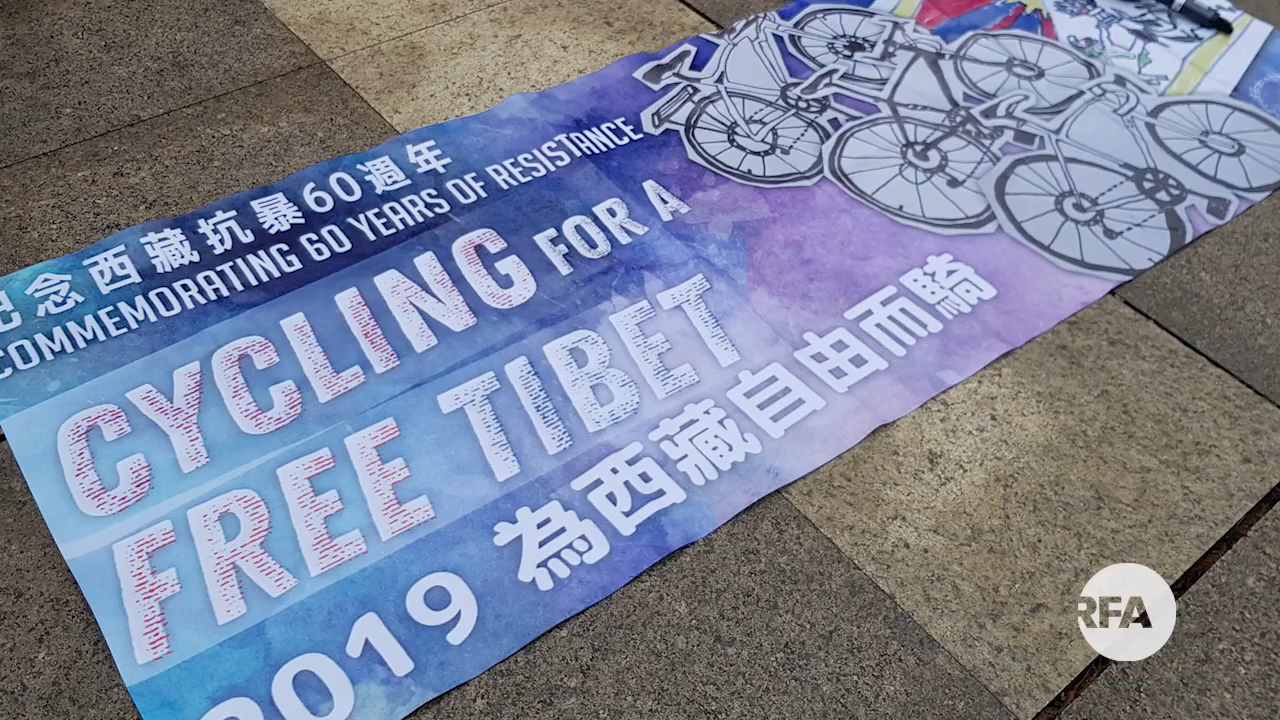 紀念西藏抗暴60週年
COMMEMORATING 60 YEARS OF RESISTANCE
CYCLING FOR A
FREE TIBET
2019 為西藏自由而騎
RFA